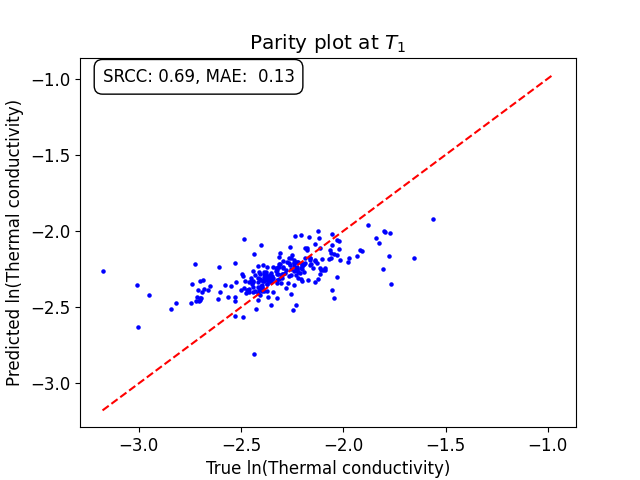 Parity plot at $T_1$
SRCC: 0.69, MAE:  0.13
Predicted ln(Thermal conductivity)
−1.0
−1.5
−2.0
−2.5
−3.0
−3.0 −2.5 −2.0 −1.5 −1.0
True ln(Thermal conductivity)